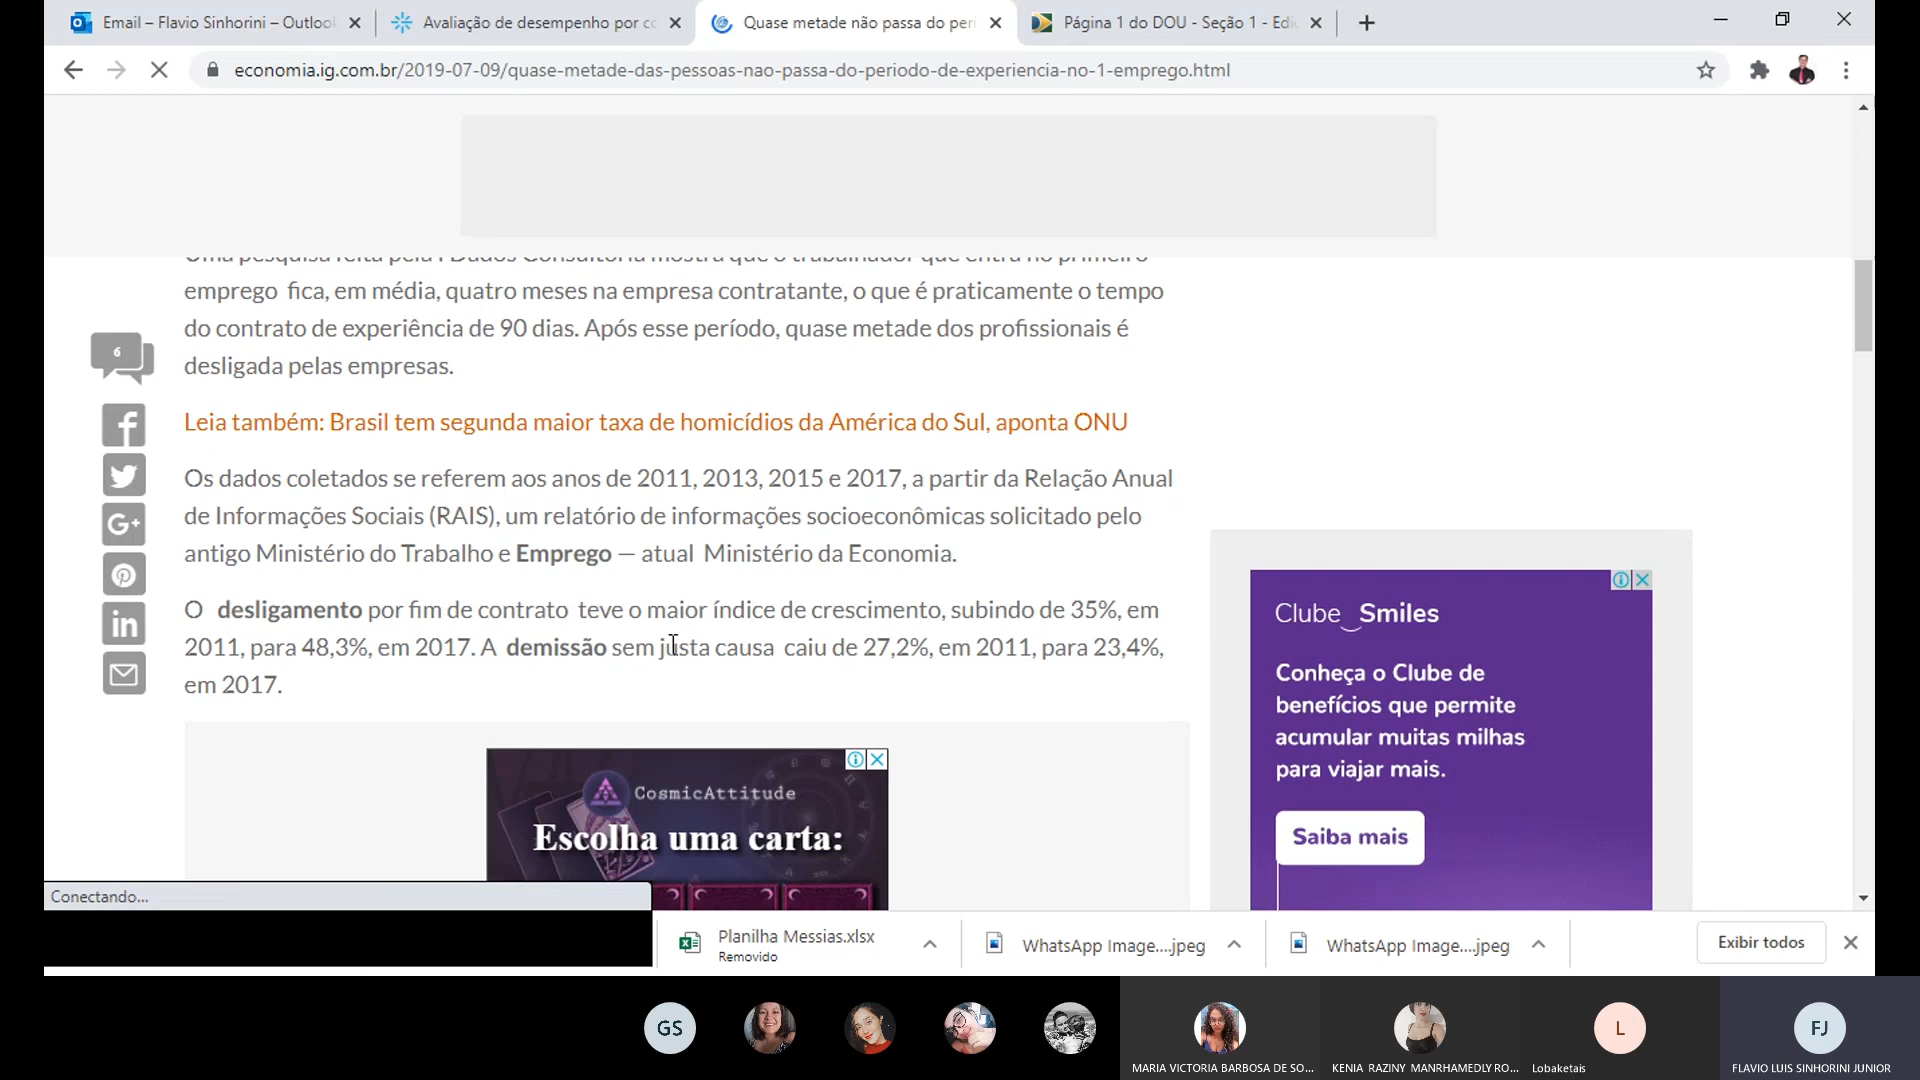 Email – Flavio Sinhorini – Outloo
Avaliação de desempenho por co
Quase metade não passa do peri
Página 1 do DOU - Seção 1 - Edi
economia.ig.com.br/2019-07-09/quase-metade-das-pessoas-nao-passa-do-periodo-de-experiencia-no-1-emprego.html
emprego fica, em média, quatro meses na empresa contratante, o que é praticamente o tempo
do contrato de experiência de 90 dias. Após esse período, quase metade dos profissionais é
desligada pelas empresas.
6
Leia também: Brasil tem segunda maior taxa de homicídios da América do Sul, aponta ONU
Os dados coletados se referem aos anos de 2011, 2013, 2015 e 2017, a partir da Relação Anual
de Informações Sociais (RAIS), um relatório de informações socioeconômicas solicitado pelo
antigo Ministério do Trabalho e Emprego — atual Ministério da Economia.
O desligamento por fim de contrato teve o maior índice de crescimento, subindo de 35%, em
2011, para 48,3%, em 2017. A demissão sem justa causa caiu de 27,2%, em 2011, para 23,4%,
em 2017.
Clube Smiles
Conheça o Clube de
benefícios que permite
acumular muitas milhas
para viajar mais.
Saiba mais
CosmicAttitude
Escolha uma carta:
Conectando...
Planilha Messias.xlsx
Removido
WhatsApp Image....jpeg
WhatsApp Image....jpeg
Exibir todos
GS
L
FJ
MARIA VICTORIA BARBOSA DE SO...
KENIA RAZINY MANRHAMEDLY RO...
Lobaketais
FLAVIO LUIS SINHORINI JUNIOR